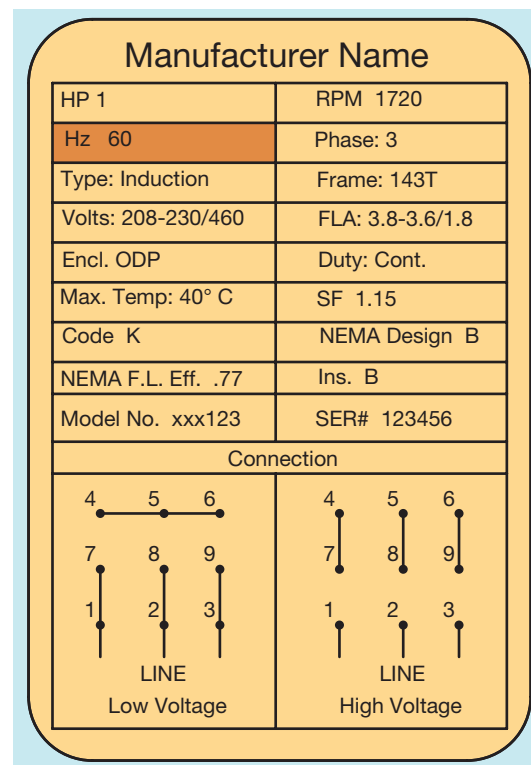 Manufacturer Name
HP 1 RPM 1720
Hz 60 Phase: 3
Type: Induction Frame: 143T
Volts: 208-230/460 FLA: 3.8-3.6/1.8
Encl. ODP Duty: Cont.
Max. Temp: 40° C SF 1.15
Code K NEMA Design B
NEMA F.L. Eff. .77 Ins. B
Model No. xxx123 SER# 123456
Connection
4 5 6 4 5 6
7 8 9 7 8 9
1 2 3 1 2 3
LINE LINE
Low Voltage High Voltage